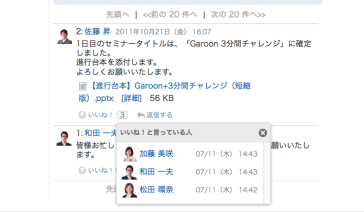 先頭へ | <<前の 20 件へ | 次の 20 件へ>>
2: 佐藤 昇 2011年10月21日（金） 16:07
1日目のセミナータイトルは、「Garoon 3分間チャレンジ」に確定
しました。
進行台本を添付します。
よろしくお願いいたします。
【進行台本】Garoon+3分間チャレンジ（短縮
版）.pptx [詳細] 56 KB
いいね！ (3) 返信する
1: 和田 一夫
いいね！と言っている人
皆様お忙し
願いいたし
ます。
加藤 美咲 07/11（木） 14:43
和田 一夫 07/11（木） 14:43
いいね！
松田 環奈 07/11（木） 14:42
先頭